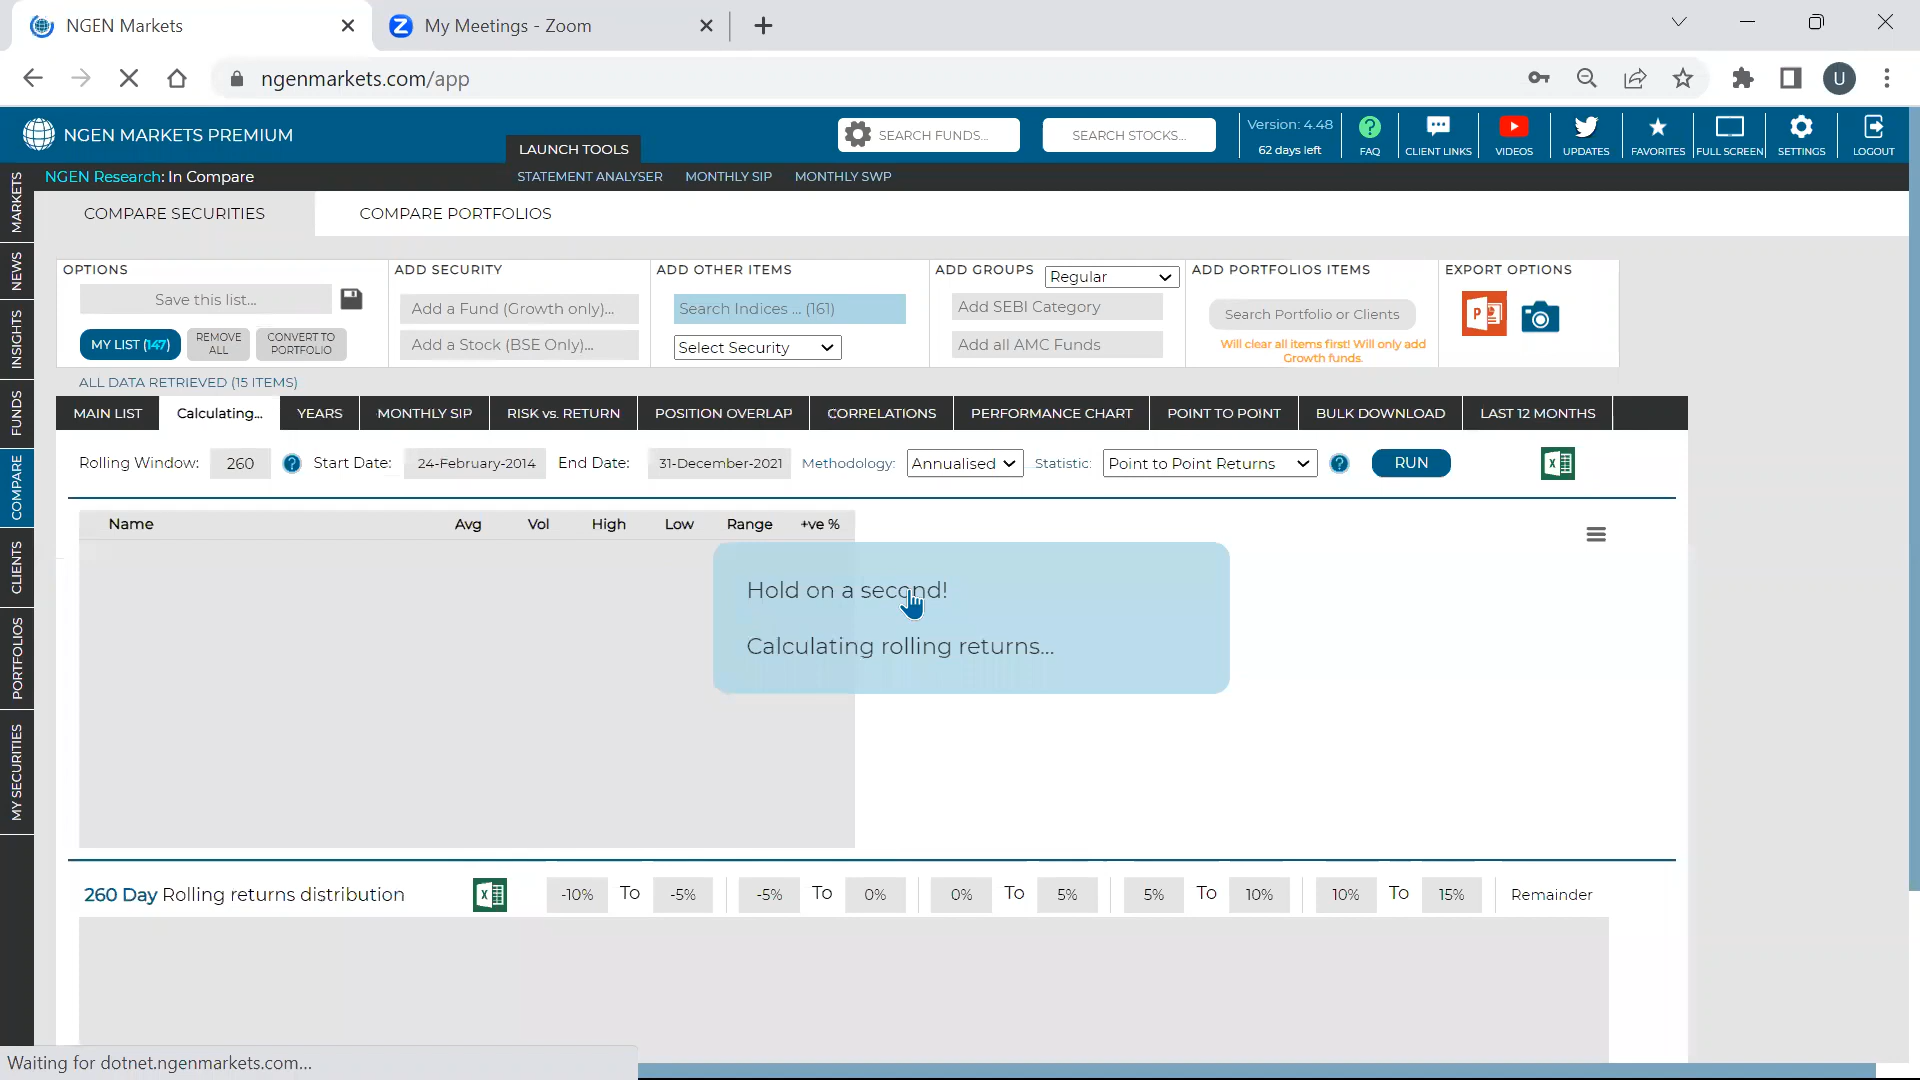 NGEN Markets
My Meetings - Zoom
ngenmarkets.com/app
U
NGEN MARKETS PREMIUM
LAUNCH TOOLS
SEARCH FUNDS...
SEARCH STOCKS...
Version: 4.48
62 days left
FAQ
CLIENT LINKS
VIDEOS
UPDATES
FAVORITES
FULL SCREEN
SETTINGS
LOGOUT
NGEN Research: In Compare
STATEMENT ANALYSER
MONTHLY SIP
MONTHLY SWP
MARKETS
NEWS
INSIGHTS
FUNDS
COMPARE
CLIENTS
PORTFOLIOS
MY SECURITIES
COMPARE SECURITIES
COMPARE PORTFOLIOS
OPTIONS
Save this list...
MY LIST (147)
REMOVE ALL
CONVERT TO PORTFOLIO
ADD SECURITY
Add a Fund (Growth only)...
Add a Stock (BSE Only)...
ADD OTHER ITEMS
Search Indices ... (161)
Select Security
ADD GROUPS
Regular
Add SEBI Category
Add all AMC Funds
ADD PORTFOLIOS ITEMS
Search Portfolio or Clients
Will clear all items first! Will only add
Growth funds.
EXPORT OPTIONS
ALL DATA RETRIEVED (15 ITEMS)
MAIN LIST
Calculating...
YEARS
MONTHLY SIP
RISK vs. RETURN
POSITION OVERLAP
CORRELATIONS
PERFORMANCE CHART
POINT TO POINT
BULK DOWNLOAD
LAST 12 MONTHS
Rolling Window: 260
Start Date: 24-February-2014
End Date: 31-December-2021
Methodology: Annualised
Statistic: Point to Point Returns
RUN
Name Avg Vol High Low Range +ve %
Hold on a second!
Calculating rolling returns...
260 Day Rolling returns distribution
-10% To -5%
-5% To 0%
0% To 5%
5% To 10%
10% To 15%
Remainder
Waiting for dotnet.ngenmarkets.com...